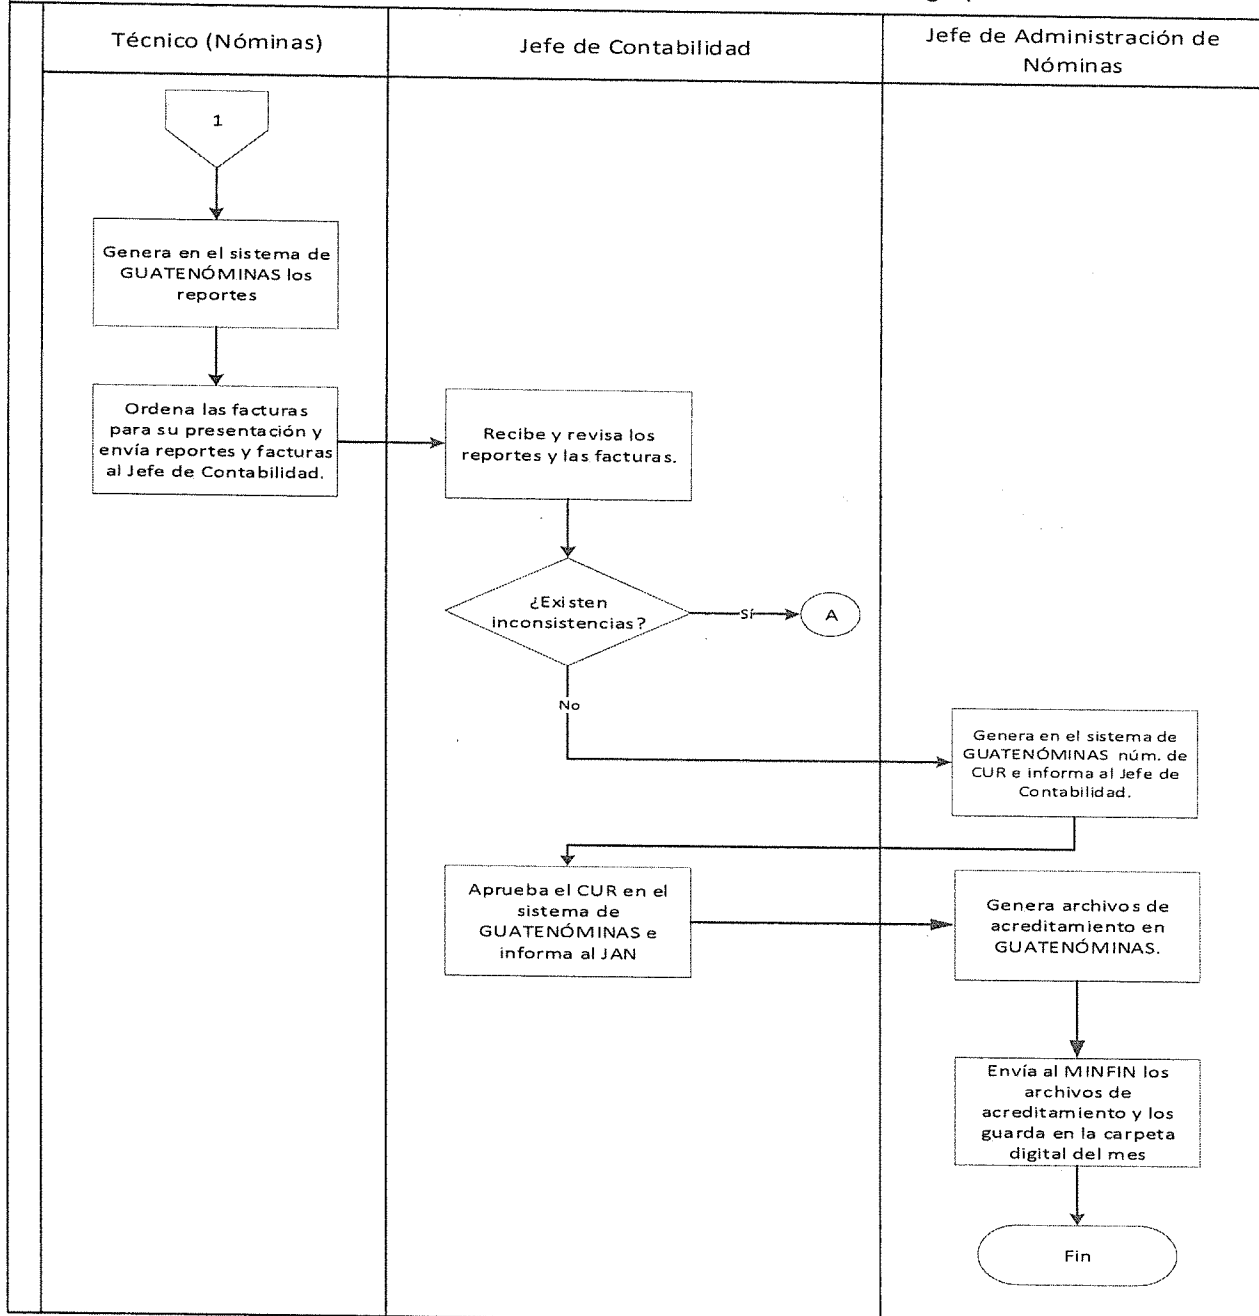 Técnico (Nóminas)
Jefe de Contabilidad
Jefe de Administración de
Nóminas
1
Genera en el sistema de
GUATENÓMINAS los
reportes
Ordena las facturas
para su presentación y
envía reportes y facturas
al Jefe de Contabilidad.
Recibe y revisa los
reportes y las facturas.
¿Existen
inconsistencias?
Sí
A
No
Genera en el sistema de
GUATENÓMINAS núm. de
CUR e informa al Jefe de
Contabilidad.
Aprueba el CUR en el
sistema de
GUATENÓMINAS e
informa al JAN
Genera archivos de
acreditamiento en
GUATENÓMINAS.
Envía al MINFIN los
archivos de
acreditamiento y los
guarda en la carpeta
digital del mes
Fin